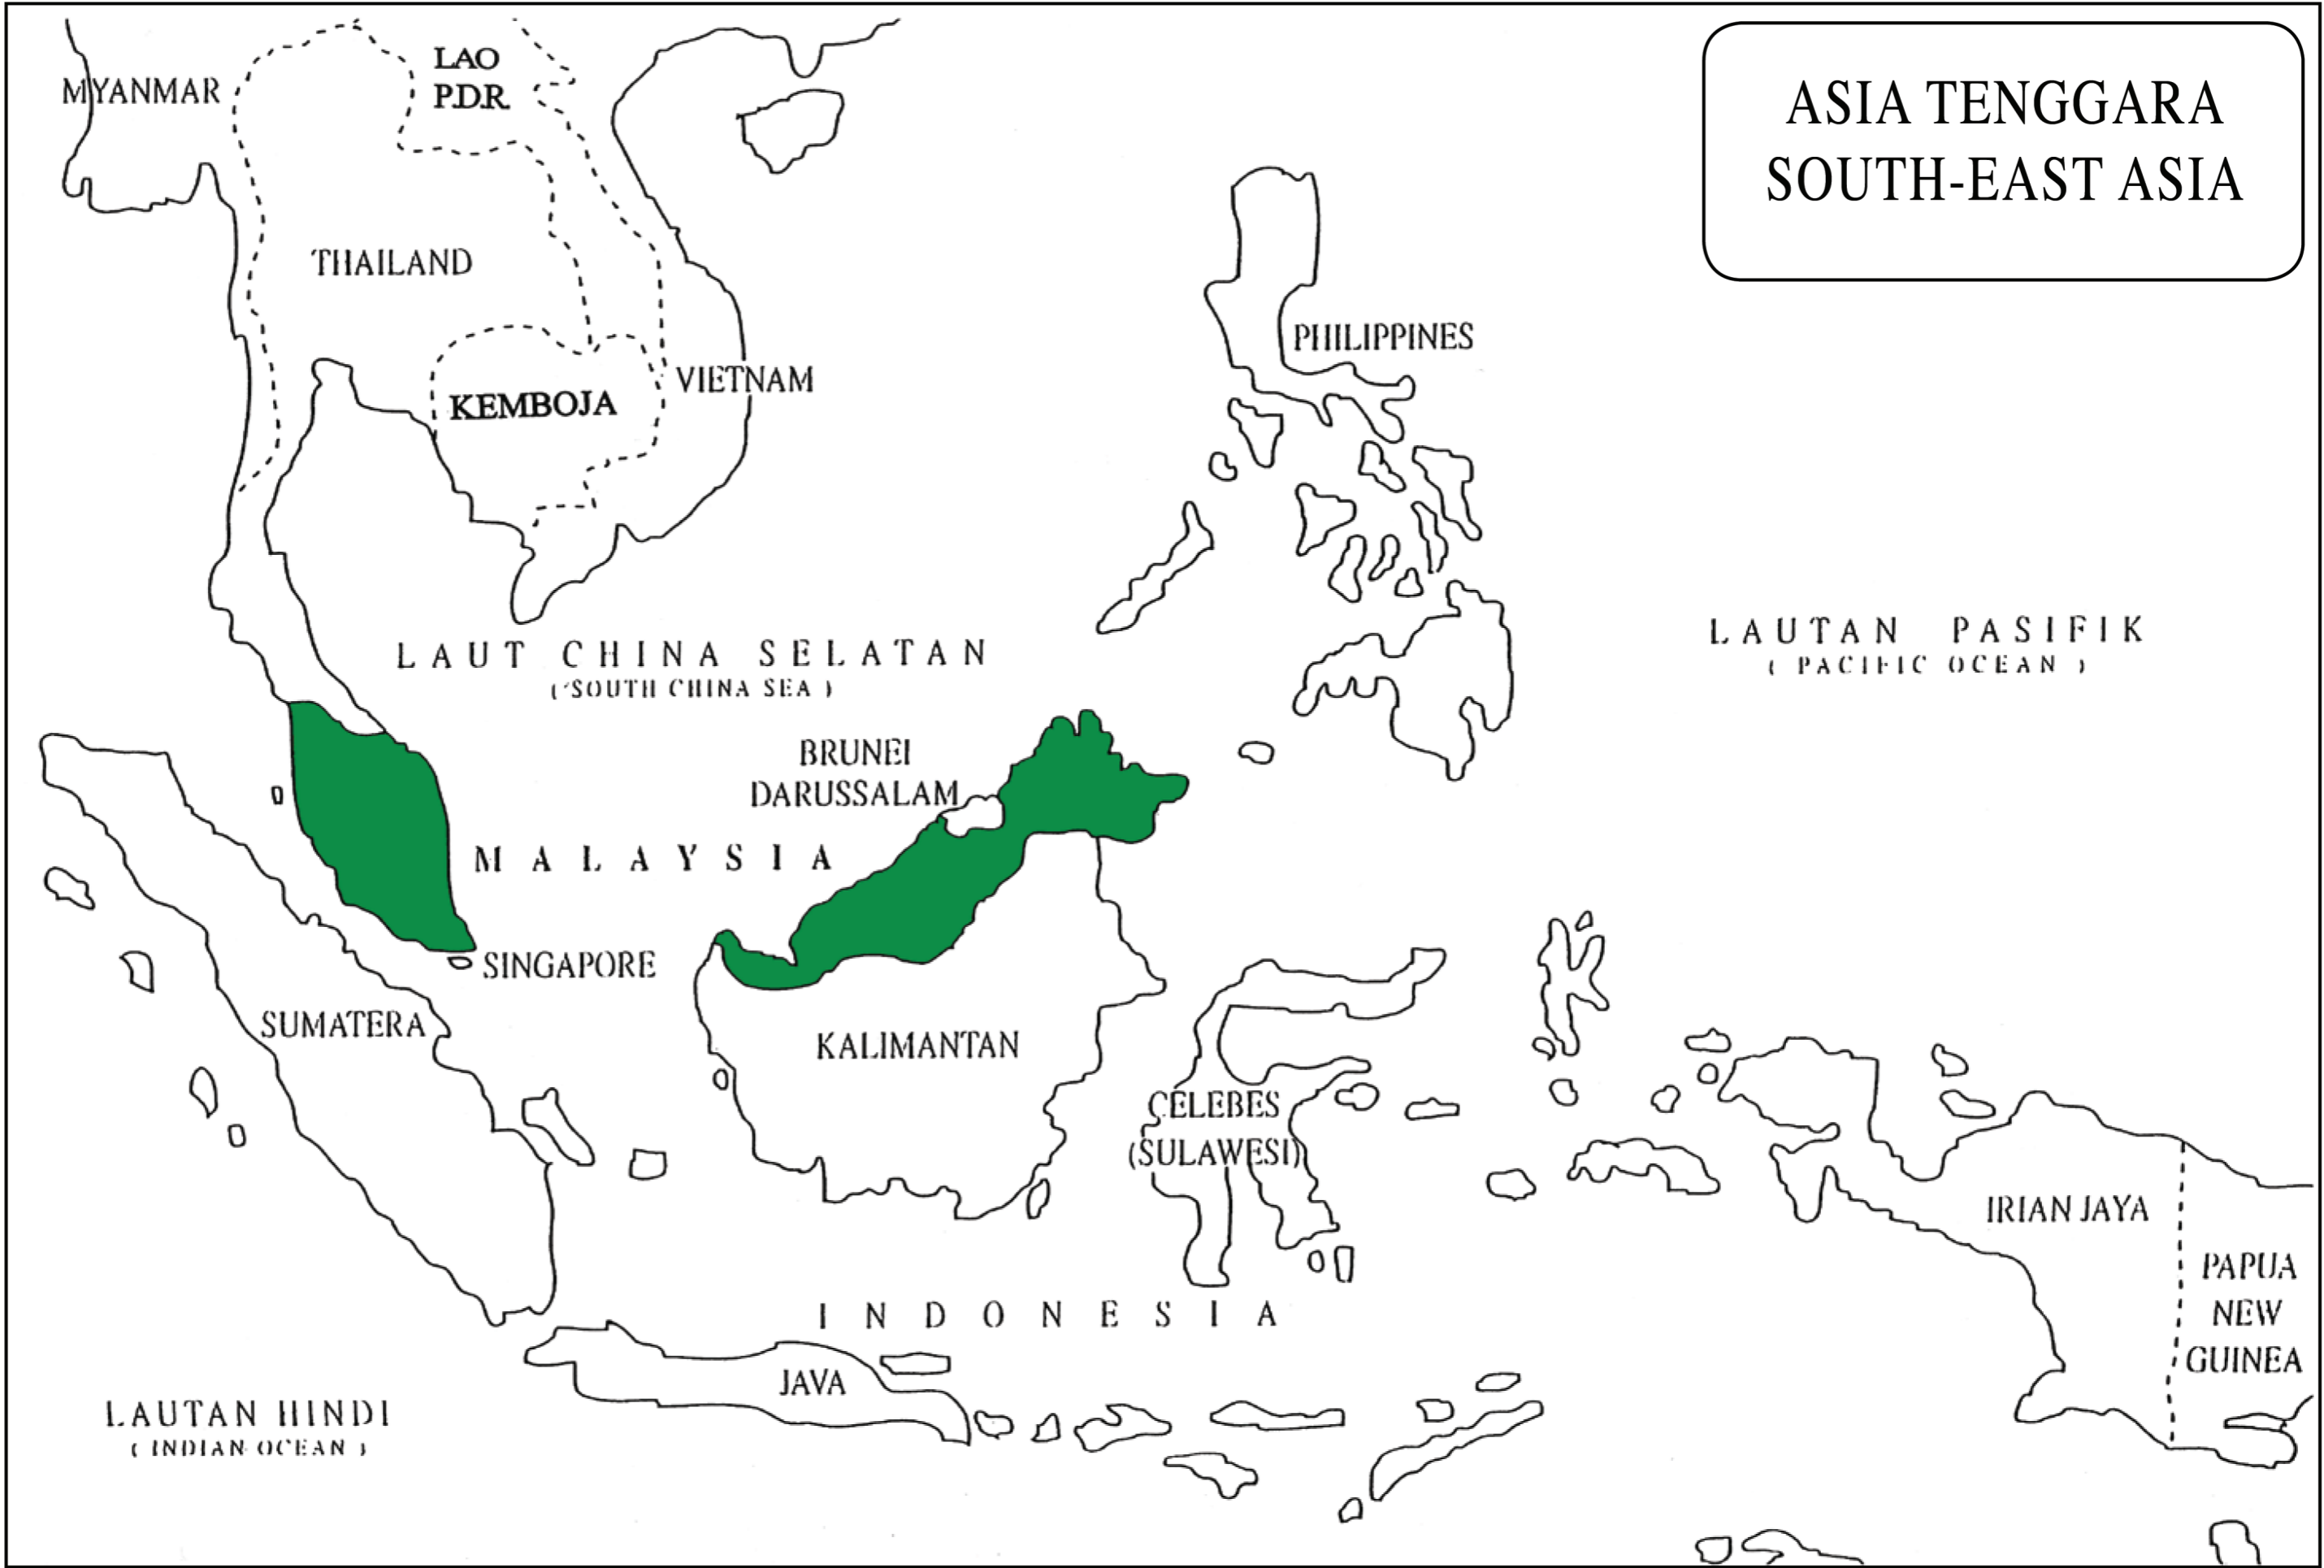 ASIA TENGGARA
SOUTH-EAST ASIA
MYANMAR
LAO
P.D.R.
THAILAND
KEMBOJA
VIETNAM
PHILIPPINES
LAUT CHINA SELATAN
( SOUTH CHINA SEA )
LAUTAN PASIFIK
( PACIFIC OCEAN )
BRUNEI
DARUSSALAM
MALAYSIA
SINGAPORE
SUMATERA
KALIMANTAN
CELEBES
(SULAWESI)
IRIAN JAYA
PAPUA
NEW
GUINEA
INDONESIA
JAVA
LAUTAN HINDI
( INDIAN OCEAN )